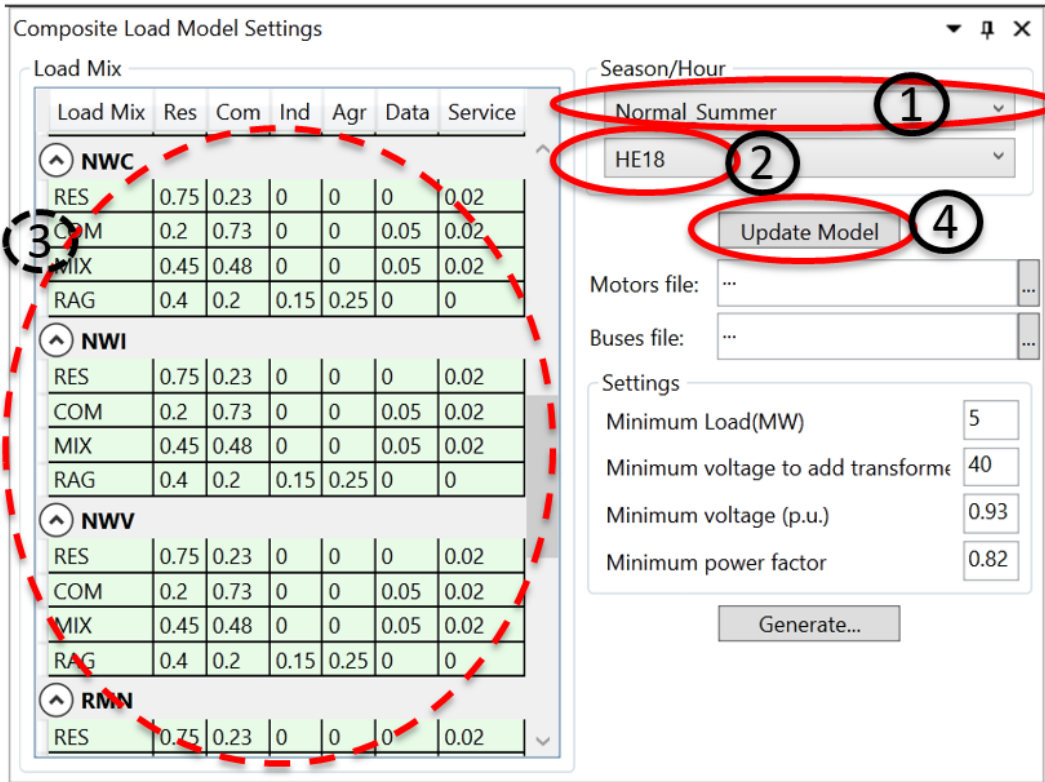 Composite Load Model Settings
Load Mix
Load Mix Res Com Ind Agr Data Service
NWC
RES 0.75 0.23 0 0 0 0.02
COM 0.2 0.73 0 0 0.05 0.02
MIX 0.45 0.48 0 0 0.05 0.02
RAG 0.4 0.2 0.15 0.25 0 0
NWI
RES 0.75 0.23 0 0 0 0.02
COM 0.2 0.73 0 0 0.05 0.02
MIX 0.45 0.48 0 0 0.05 0.02
RAG 0.4 0.2 0.15 0.25 0 0
NWV
RES 0.75 0.23 0 0 0 0.02
COM 0.2 0.73 0 0 0.05 0.02
MIX 0.45 0.48 0 0 0.05 0.02
RAG 0.4 0.2 0.15 0.25 0 0
RMN
RES 0.75 0.23 0 0 0 0.02
3
Season/Hour
Normal Summer 1
HE18 2
Update Model 4
Motors file: ... ...
Buses file: ... ...
Settings
Minimum Load(MW) 5
Minimum voltage to add transforme 40
Minimum voltage (p.u.) 0.93
Minimum power factor 0.82
Generate...